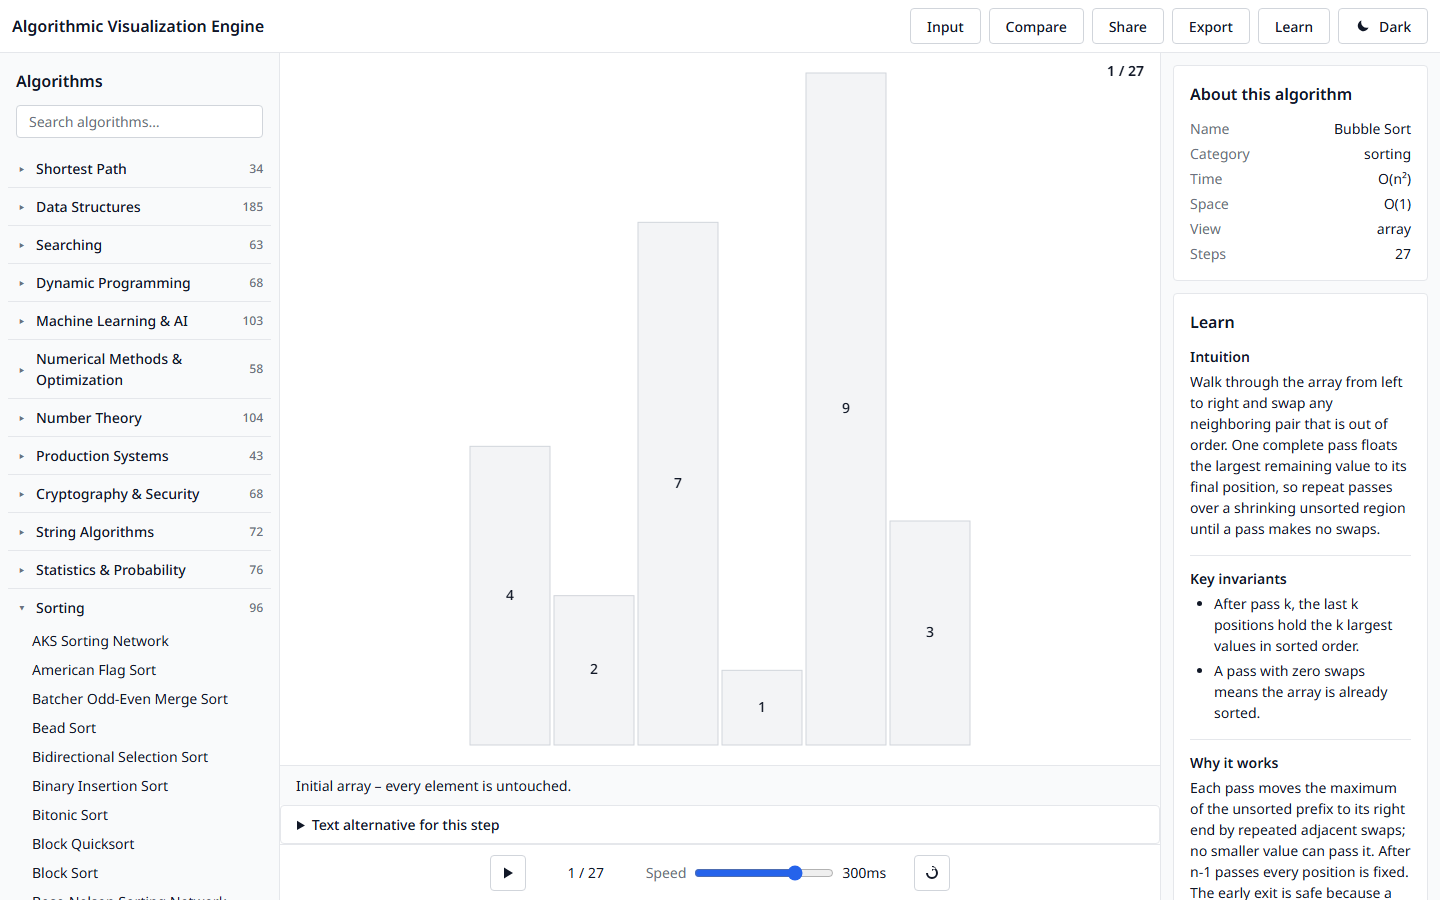 Algorithmic Visualization Engine
Input
Compare
Share
Export
Learn
Dark
Algorithms
Search algorithms...
Shortest Path 34
Data Structures 185
Searching 63
Dynamic Programming 68
Machine Learning & AI 103
Numerical Methods &
Optimization 58
Number Theory 104
Production Systems 43
Cryptography & Security 68
String Algorithms 72
Statistics & Probability 76
Sorting 96
AKS Sorting Network
American Flag Sort
Batcher Odd-Even Merge Sort
Bead Sort
Bidirectional Selection Sort
Binary Insertion Sort
Bitonic Sort
Block Quicksort
Block Sort
1 / 27
4
2
7
1
9
3
Initial array – every element is untouched.
Text alternative for this step
1 / 27
Speed
300ms
About this algorithm
Name Bubble Sort
Category sorting
Time O(n²)
Space O(1)
View array
Steps 27
Learn
Intuition
Walk through the array from left
to right and swap any
neighboring pair that is out of
order. One complete pass floats
the largest remaining value to its
final position, so repeat passes
over a shrinking unsorted region
until a pass makes no swaps.
Key invariants
After pass k, the last k
positions hold the k largest
values in sorted order.
A pass with zero swaps
means the array is already
sorted.
Why it works
Each pass moves the maximum
of the unsorted prefix to its right
end by repeated adjacent swaps;
no smaller value can pass it. After
n-1 passes every position is fixed.
The early exit is safe because a